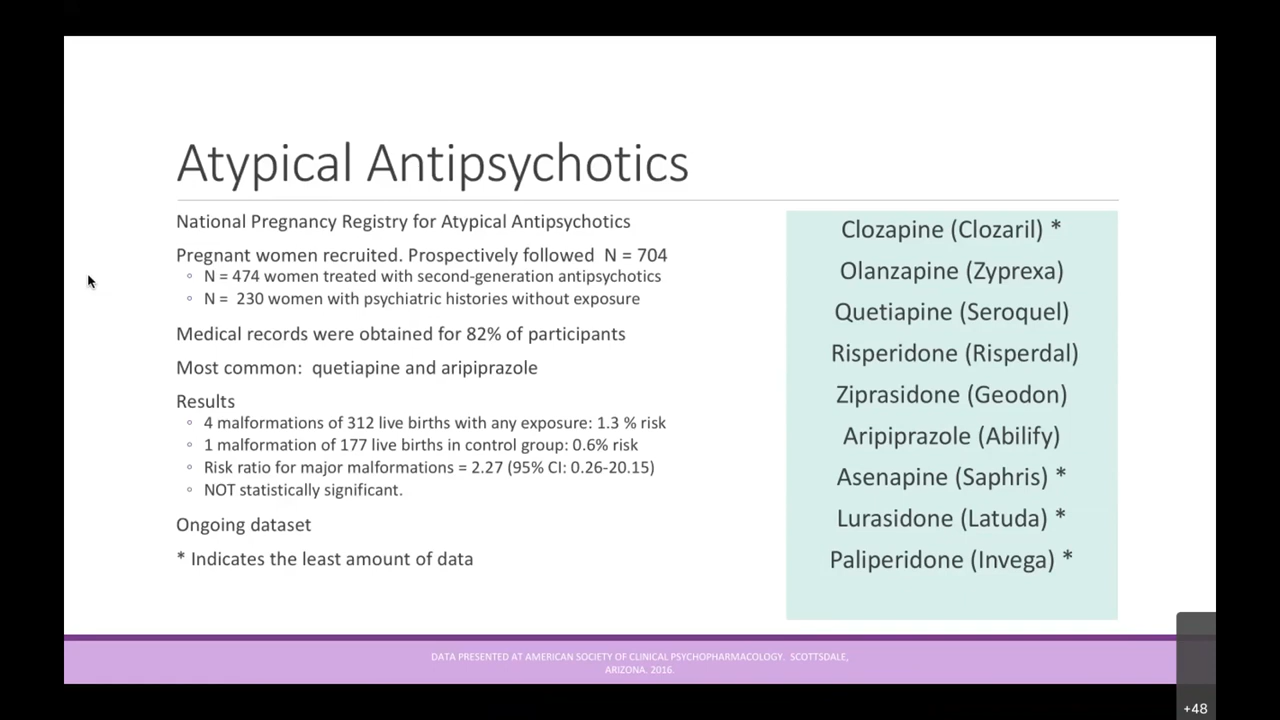 Atypical Antipsychotics
National Pregnancy Registry for Atypical Antipsychotics
Pregnant women recruited. Prospectively followed N = 704
◦ N = 474 women treated with second-generation antipsychotics
◦ N = 230 women with psychiatric histories without exposure
Medical records were obtained for 82% of participants
Most common: quetiapine and aripiprazole
Results
◦ 4 malformations of 312 live births with any exposure: 1.3 % risk
◦ 1 malformation of 177 live births in control group: 0.6% risk
◦ Risk ratio for major malformations = 2.27 (95% CI: 0.26-20.15)
◦ NOT statistically significant.
Ongoing dataset
* Indicates the least amount of data
Clozapine (Clozaril) *
Olanzapine (Zyprexa)
Quetiapine (Seroquel)
Risperidone (Risperdal)
Ziprasidone (Geodon)
Aripiprazole (Abilify)
Asenapine (Saphris) *
Lurasidone (Latuda) *
Paliperidone (Invega) *
DATA PRESENTED AT AMERICAN SOCIETY OF CLINICAL PSYCHOPHARMACOLOGY. SCOTTSDALE,
ARIZONA. 2016.
+48